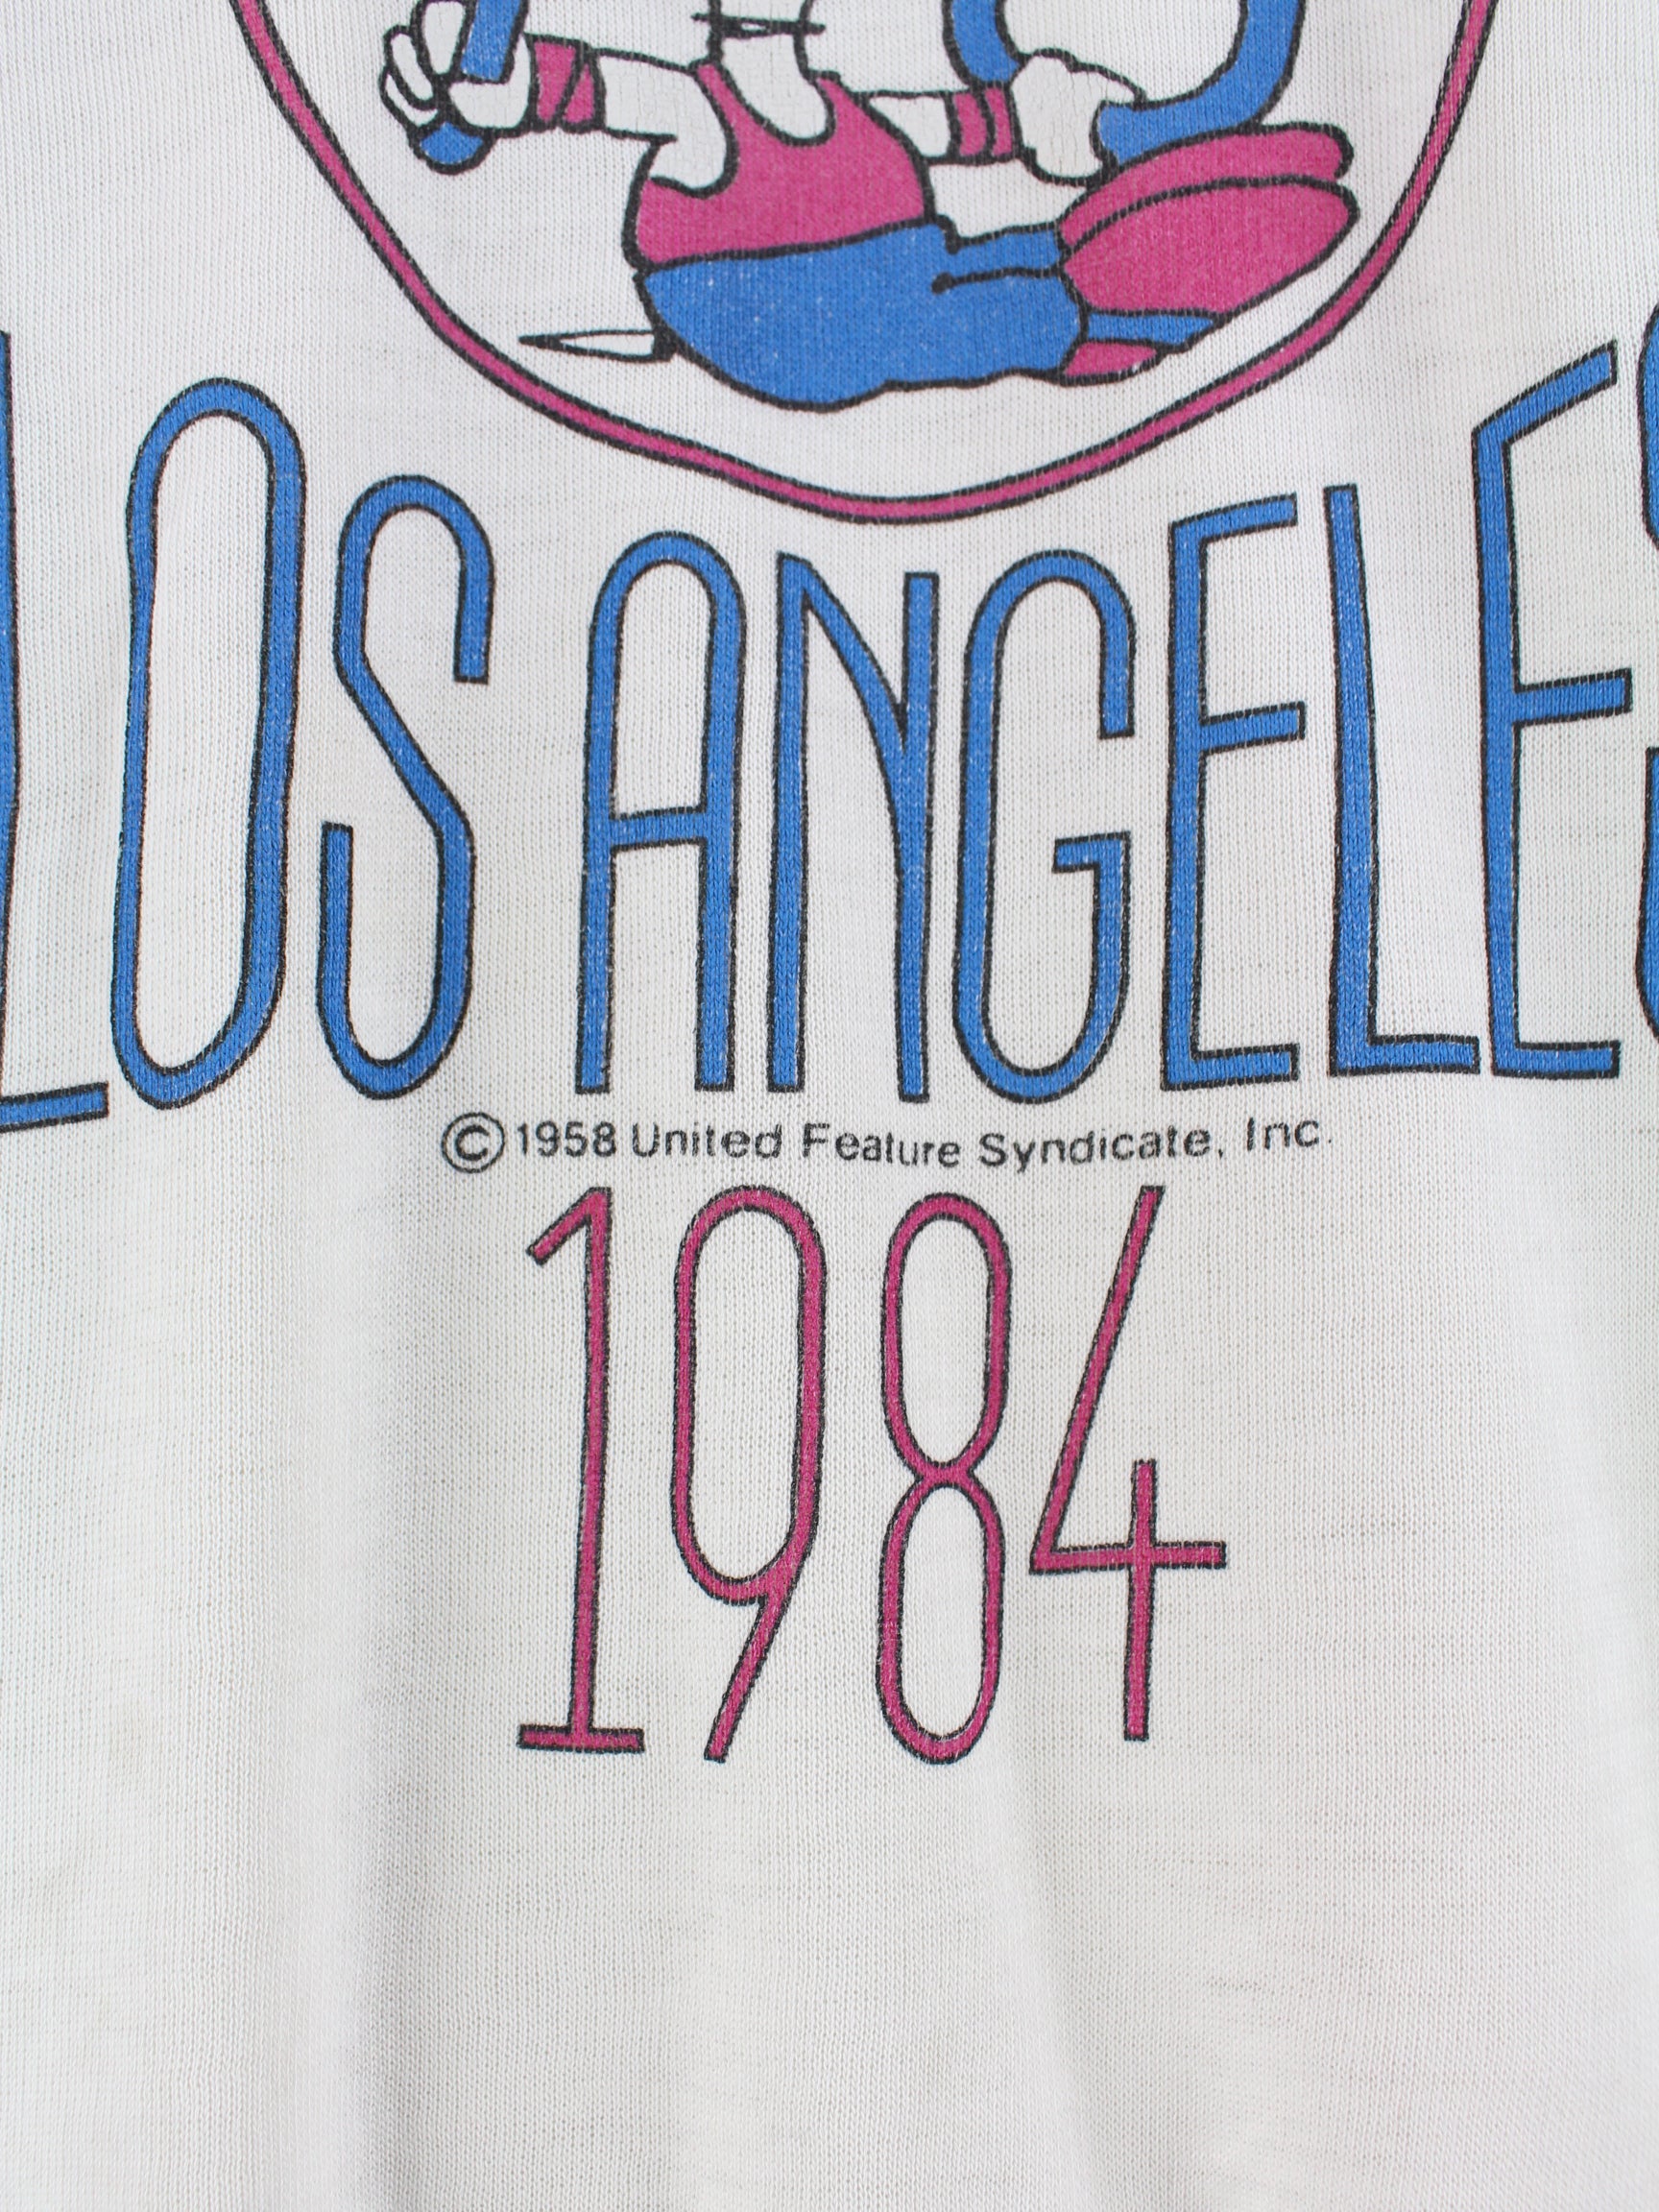 LOS ANGELES
© 1958 United Feature Syndicate, Inc.
1984